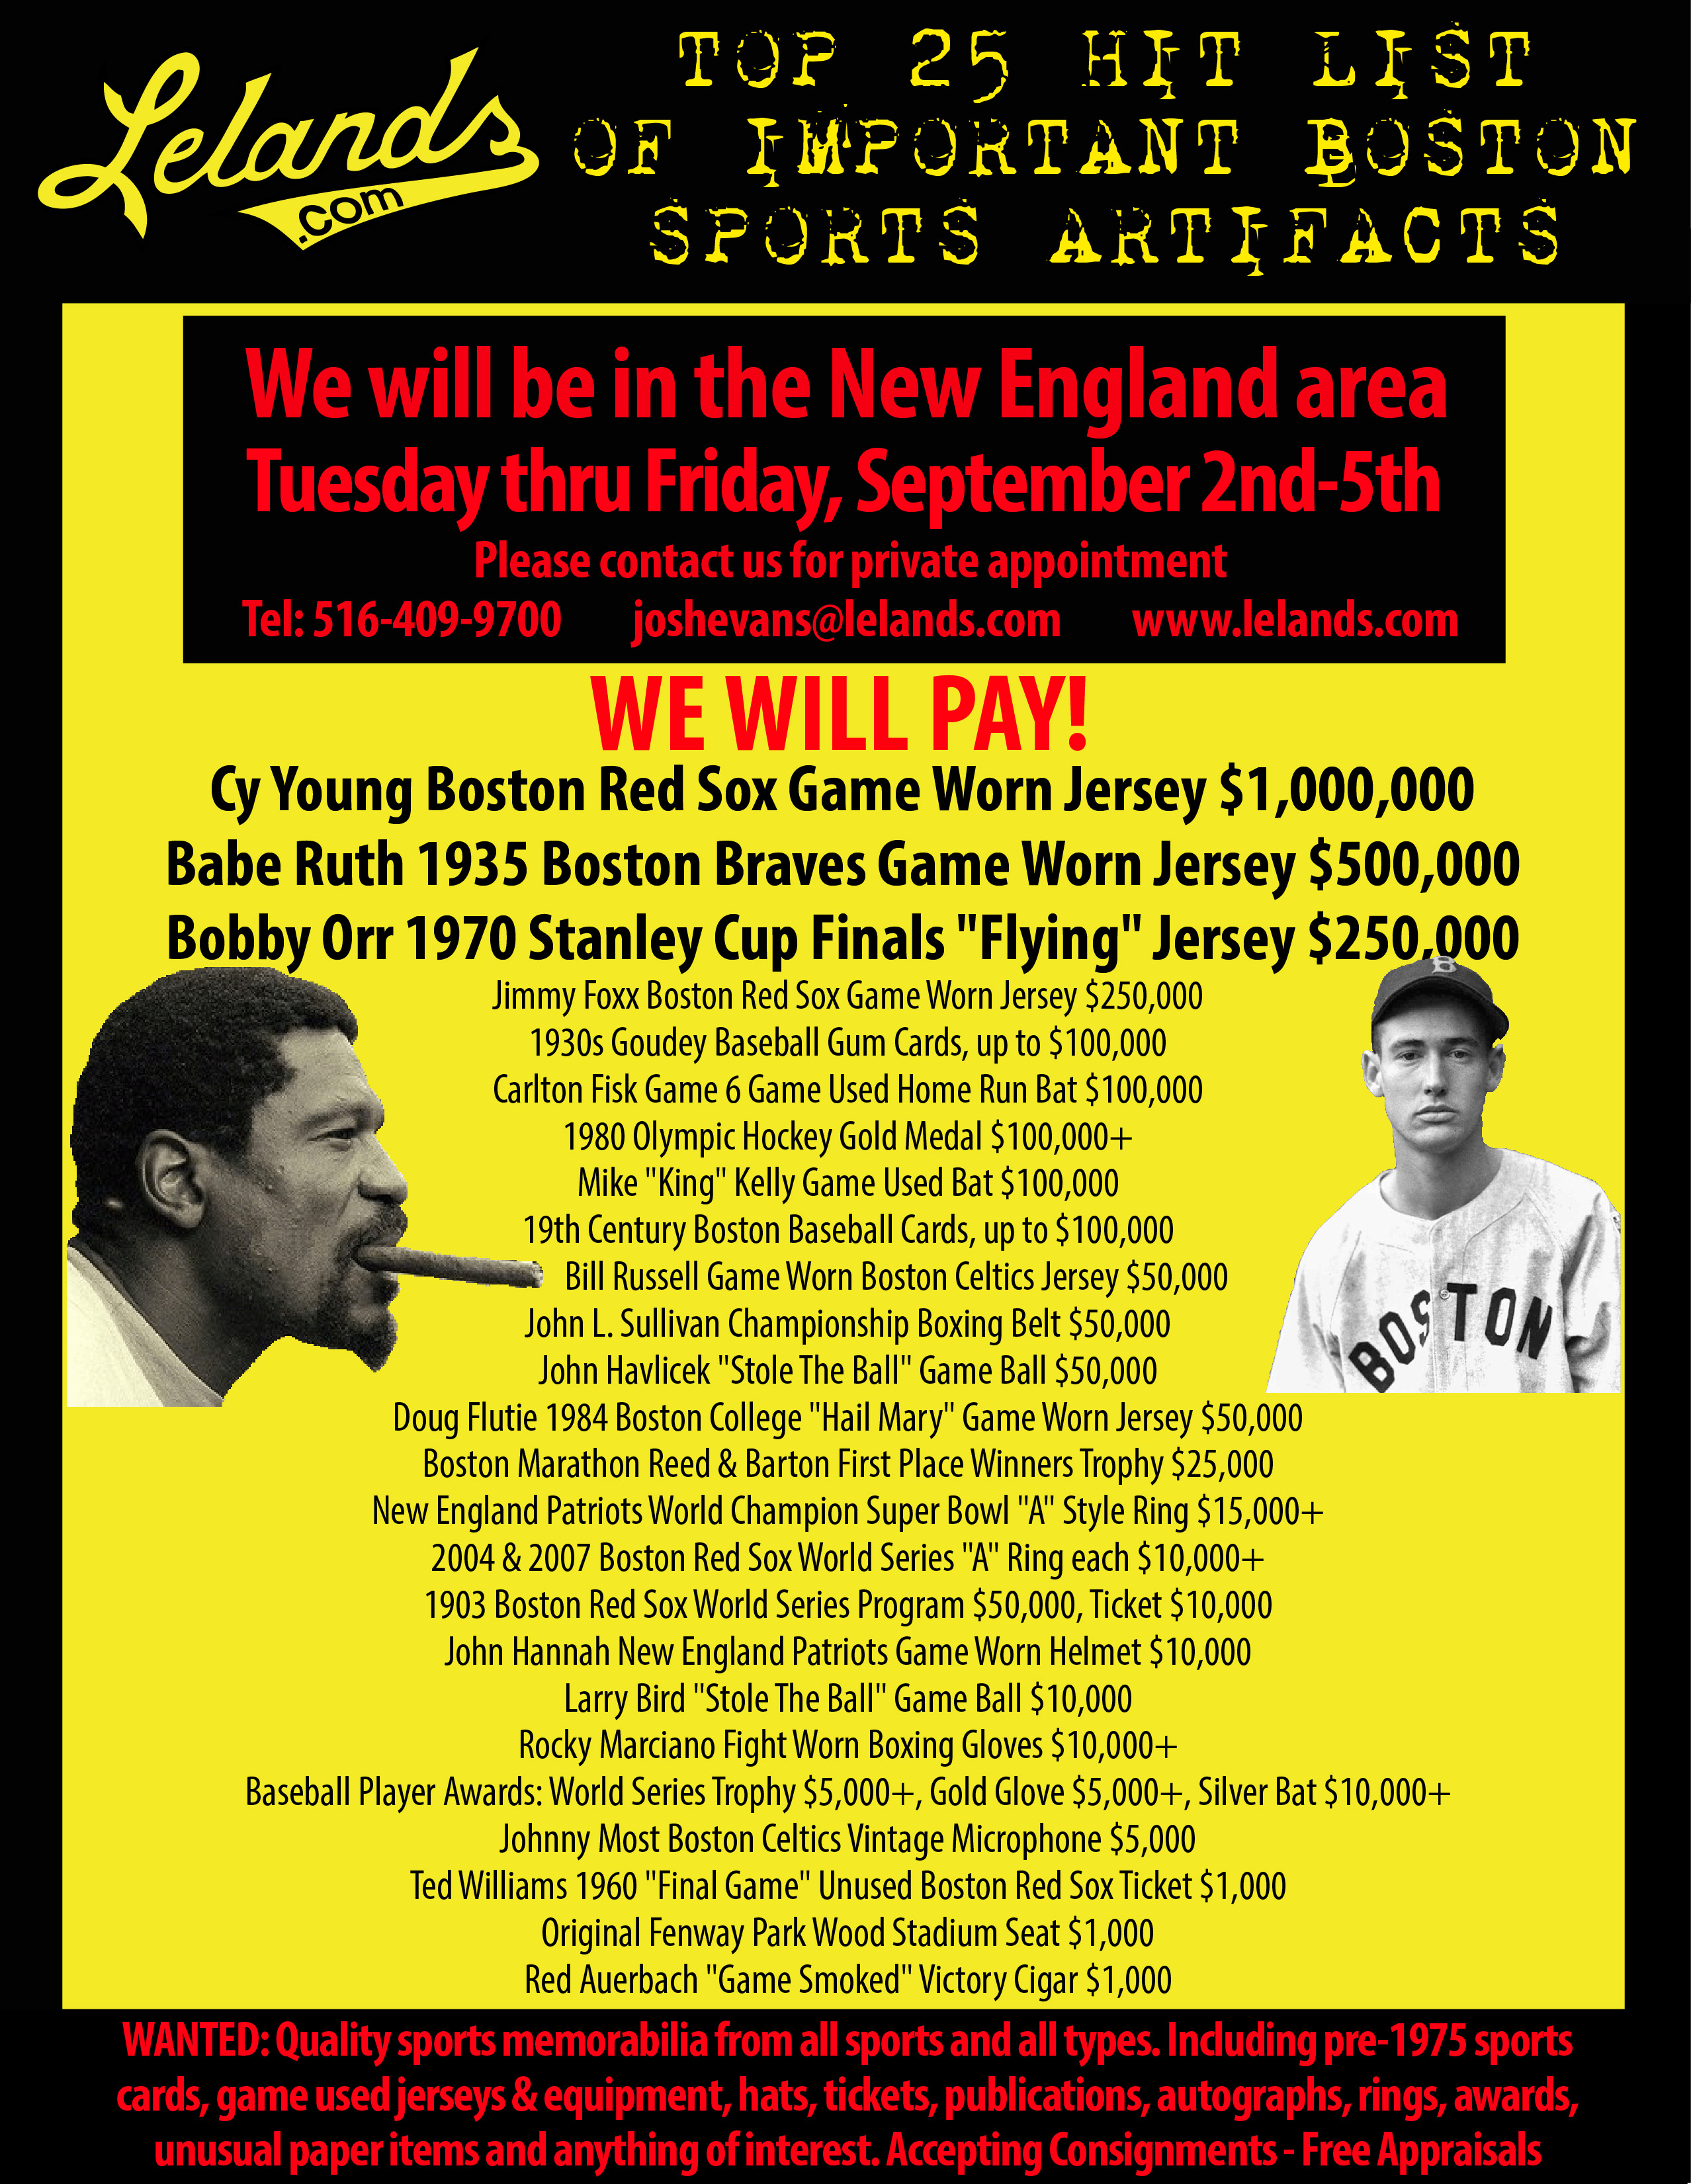 Lelands
.com
TOP 25 HIT LIST
OF IMPORTANT BOSTON
SPORTS ARTIFACTS
We will be in the New England area
Tuesday thru Friday, September 2nd-5th
Please contact us for private appointment
Tel: 516-409-9700 joshevans@lelands.com www.lelands.com
WE WILL PAY!
Cy Young Boston Red Sox Game Worn Jersey $1,000,000
Babe Ruth 1935 Boston Braves Game Worn Jersey $500,000
Bobby Orr 1970 Stanley Cup Finals "Flying" Jersey $250,000
Jimmy Foxx Boston Red Sox Game Worn Jersey $250,000
1930s Goudey Baseball Gum Cards, up to $100,000
Carlton Fisk Game 6 Game Used Home Run Bat $100,000
1980 Olympic Hockey Gold Medal $100,000+
Mike "King" Kelly Game Used Bat $100,000
19th Century Boston Baseball Cards, up to $100,000
Bill Russell Game Worn Boston Celtics Jersey $50,000
John L. Sullivan Championship Boxing Belt $50,000
John Havlicek "Stole The Ball" Game Ball $50,000
Doug Flutie 1984 Boston College "Hail Mary" Game Worn Jersey $50,000
Boston Marathon Reed & Barton First Place Winners Trophy $25,000
New England Patriots World Champion Super Bowl "A" Style Ring $15,000+
2004 & 2007 Boston Red Sox World Series "A" Ring each $10,000+
1903 Boston Red Sox World Series Program $50,000, Ticket $10,000
John Hannah New England Patriots Game Worn Helmet $10,000
Larry Bird "Stole The Ball" Game Ball $10,000
Rocky Marciano Fight Worn Boxing Gloves $10,000+
Baseball Player Awards: World Series Trophy $5,000+, Gold Glove $5,000+, Silver Bat $10,000+
Johnny Most Boston Celtics Vintage Microphone $5,000
Ted Williams 1960 "Final Game" Unused Boston Red Sox Ticket $1,000
Original Fenway Park Wood Stadium Seat $1,000
Red Auerbach "Game Smoked" Victory Cigar $1,000
B
BOSTON
WANTED: Quality sports memorabilia from all sports and all types. Including pre-1975 sports
cards, game used jerseys & equipment, hats, tickets, publications, autographs, rings, awards,
unusual paper items and anything of interest. Accepting Consignments - Free Appraisals